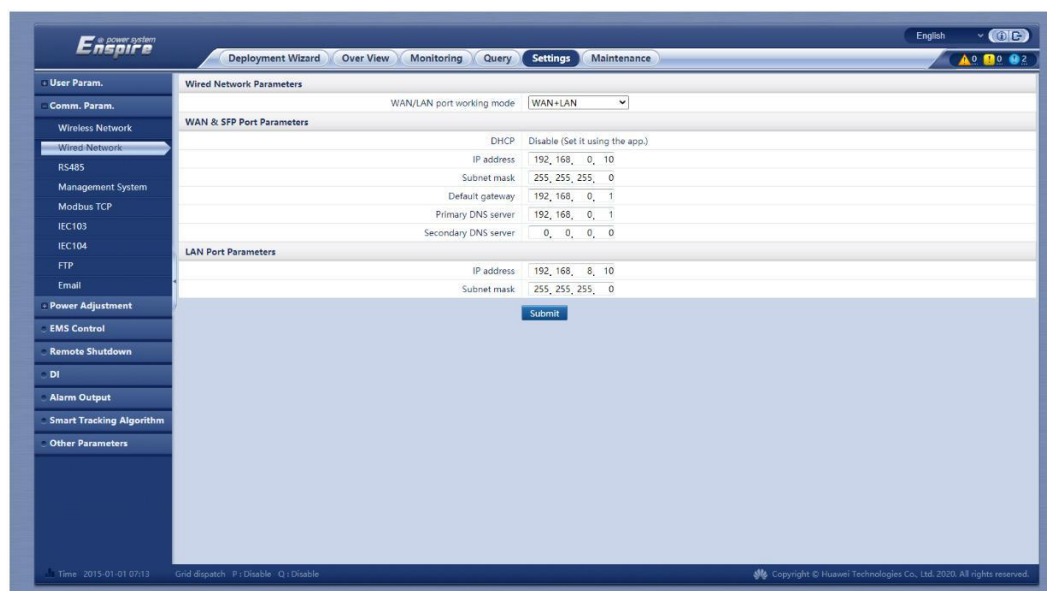 Enspire
e power system
English
Deployment Wizard Over View Monitoring Query Settings Maintenance
0 0 2
User Param.
Comm. Param.
Wireless Network
Wired Network
RS485
Management System
Modbus TCP
IEC103
IEC104
FTP
Email
Power Adjustment
EMS Control
Remote Shutdown
DI
Alarm Output
Smart Tracking Algorithm
Other Parameters
Wired Network Parameters
WAN/LAN port working mode WAN+LAN
WAN & SFP Port Parameters
DHCP Disable (Set it using the app.)
IP address 192. 168. 0. 10
Subnet mask 255. 255. 255. 0
Default gateway 192. 168. 0. 1
Primary DNS server 192. 168. 0. 1
Secondary DNS server 0. 0. 0. 0
LAN Port Parameters
IP address 192. 168. 8. 10
Subnet mask 255. 255. 255. 0
Submit
Time 2015-01-01 07:13 Grid dispatch P : Disable Q : Disable
Copyright © Huawei Technologies Co., Ltd. 2020. All rights reserved.